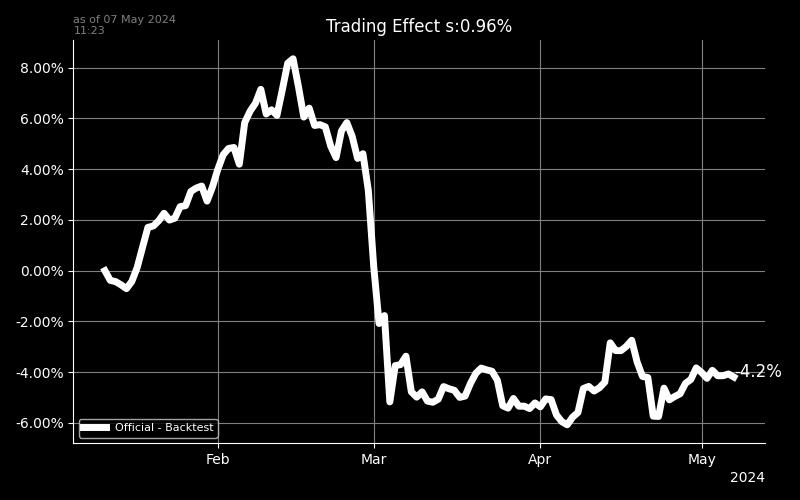 as of 07 May 2024
11:23
Trading Effect s:0.96%
8.00%
6.00%
4.00%
2.00%
0.00%
-2.00%
-4.00%
-6.00%
-4.2%
Official - Backtest
Feb
Mar
Apr
May
2024